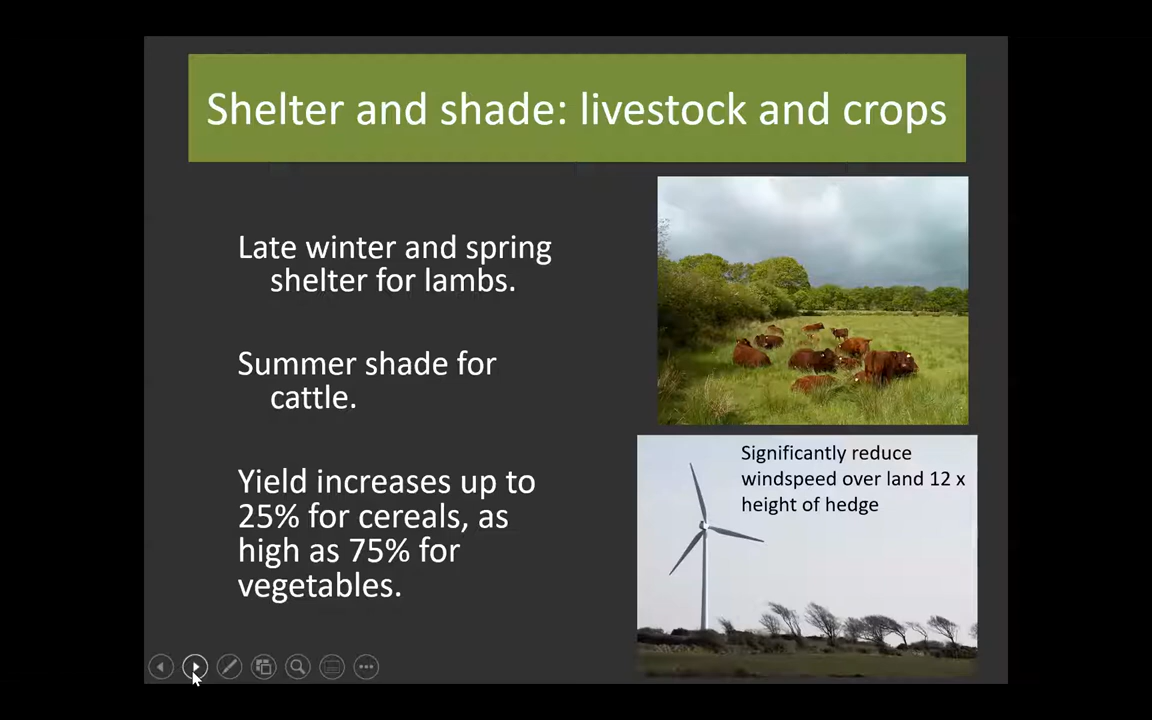 Shelter and shade: livestock and crops
Late winter and spring
shelter for lambs.
Summer shade for
cattle.
Yield increases up to
25% for cereals, as
high as 75% for
vegetables.
Significantly reduce
windspeed over land 12 x
height of hedge